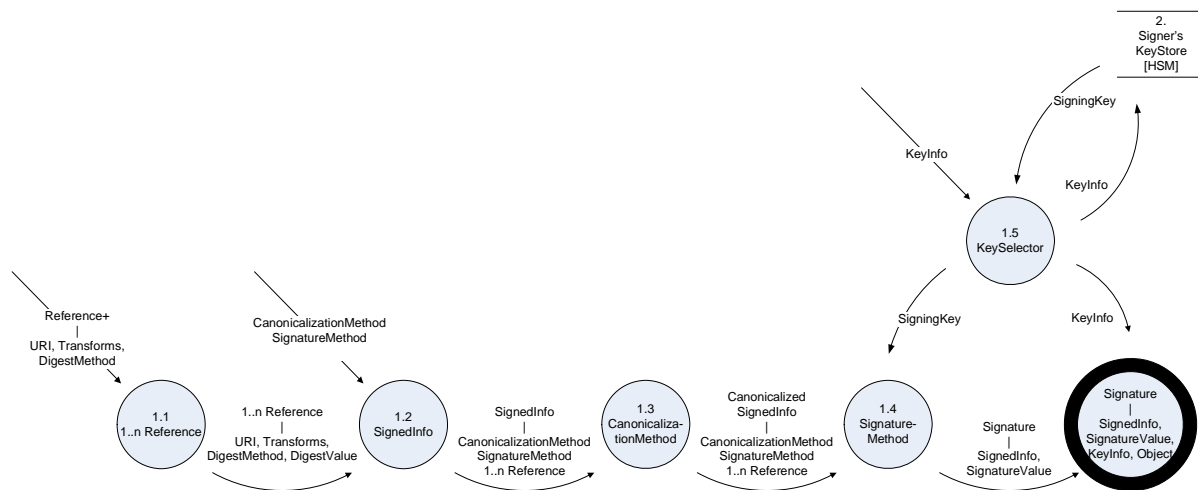 2.
Signer's
KeyStore
[HSM]
SigningKey
KeyInfo
KeyInfo
1.5
KeySelector
SigningKey
KeyInfo
Reference+
|
URI, Transforms,
DigestMethod
CanonicalizationMethod
SignatureMethod
1.1
1..n Reference
1..n Reference
|
URI, Transforms,
DigestMethod, DigestValue
1.2
SignedInfo
SignedInfo
|
CanonicalizationMethod
SignatureMethod
1..n Reference
1.3
Canonicaliza-
tionMethod
Canonicalized
SignedInfo
|
CanonicalizationMethod
SignatureMethod
1..n Reference
1.4
Signature-
Method
Signature
|
SignedInfo,
SignatureValue
Signature
|
SignedInfo,
SignatureValue,
KeyInfo, Object